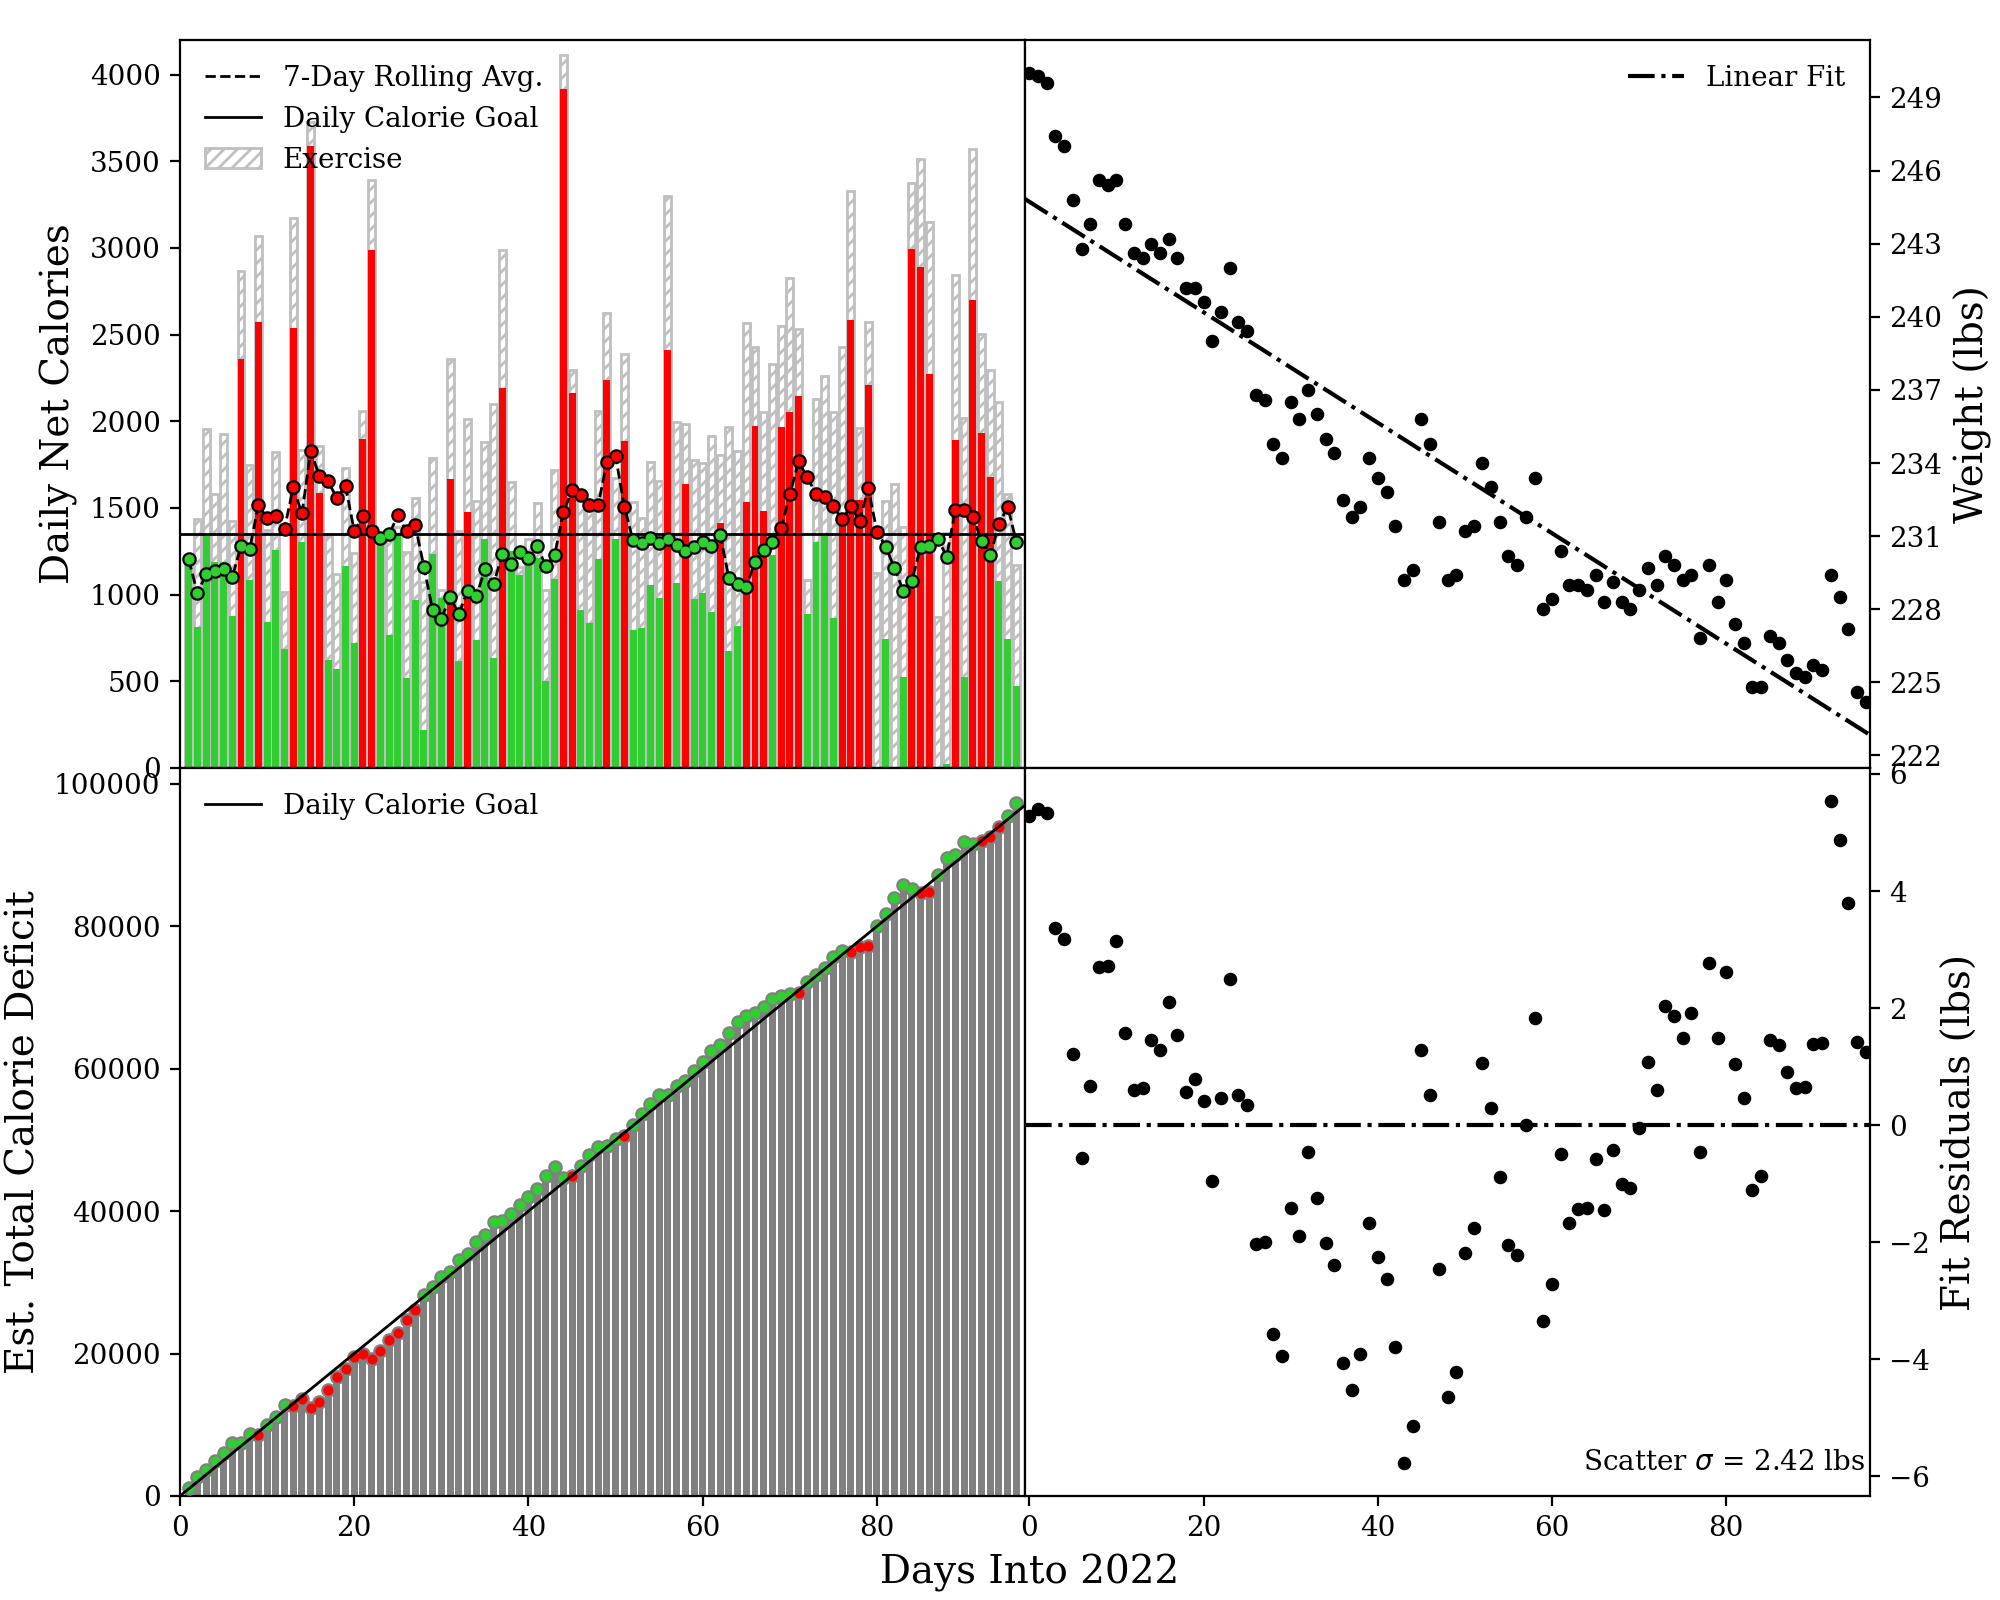 7-Day Rolling Avg.
Daily Calorie Goal
Exercise
4000
3500
3000
2500
2000
1500
1000
500
0
Daily Net Calories
Linear Fit
249
246
243
240
237
234
231
228
225
222
Weight (lbs)
Daily Calorie Goal
100000
80000
60000
40000
20000
0
Est. Total Calorie Deficit
6
4
2
0
−2
−4
−6
Fit Residuals (lbs)
Scatter σ = 2.42 lbs
0 20 40 60 80 0 20 40 60 80
Days Into 2022